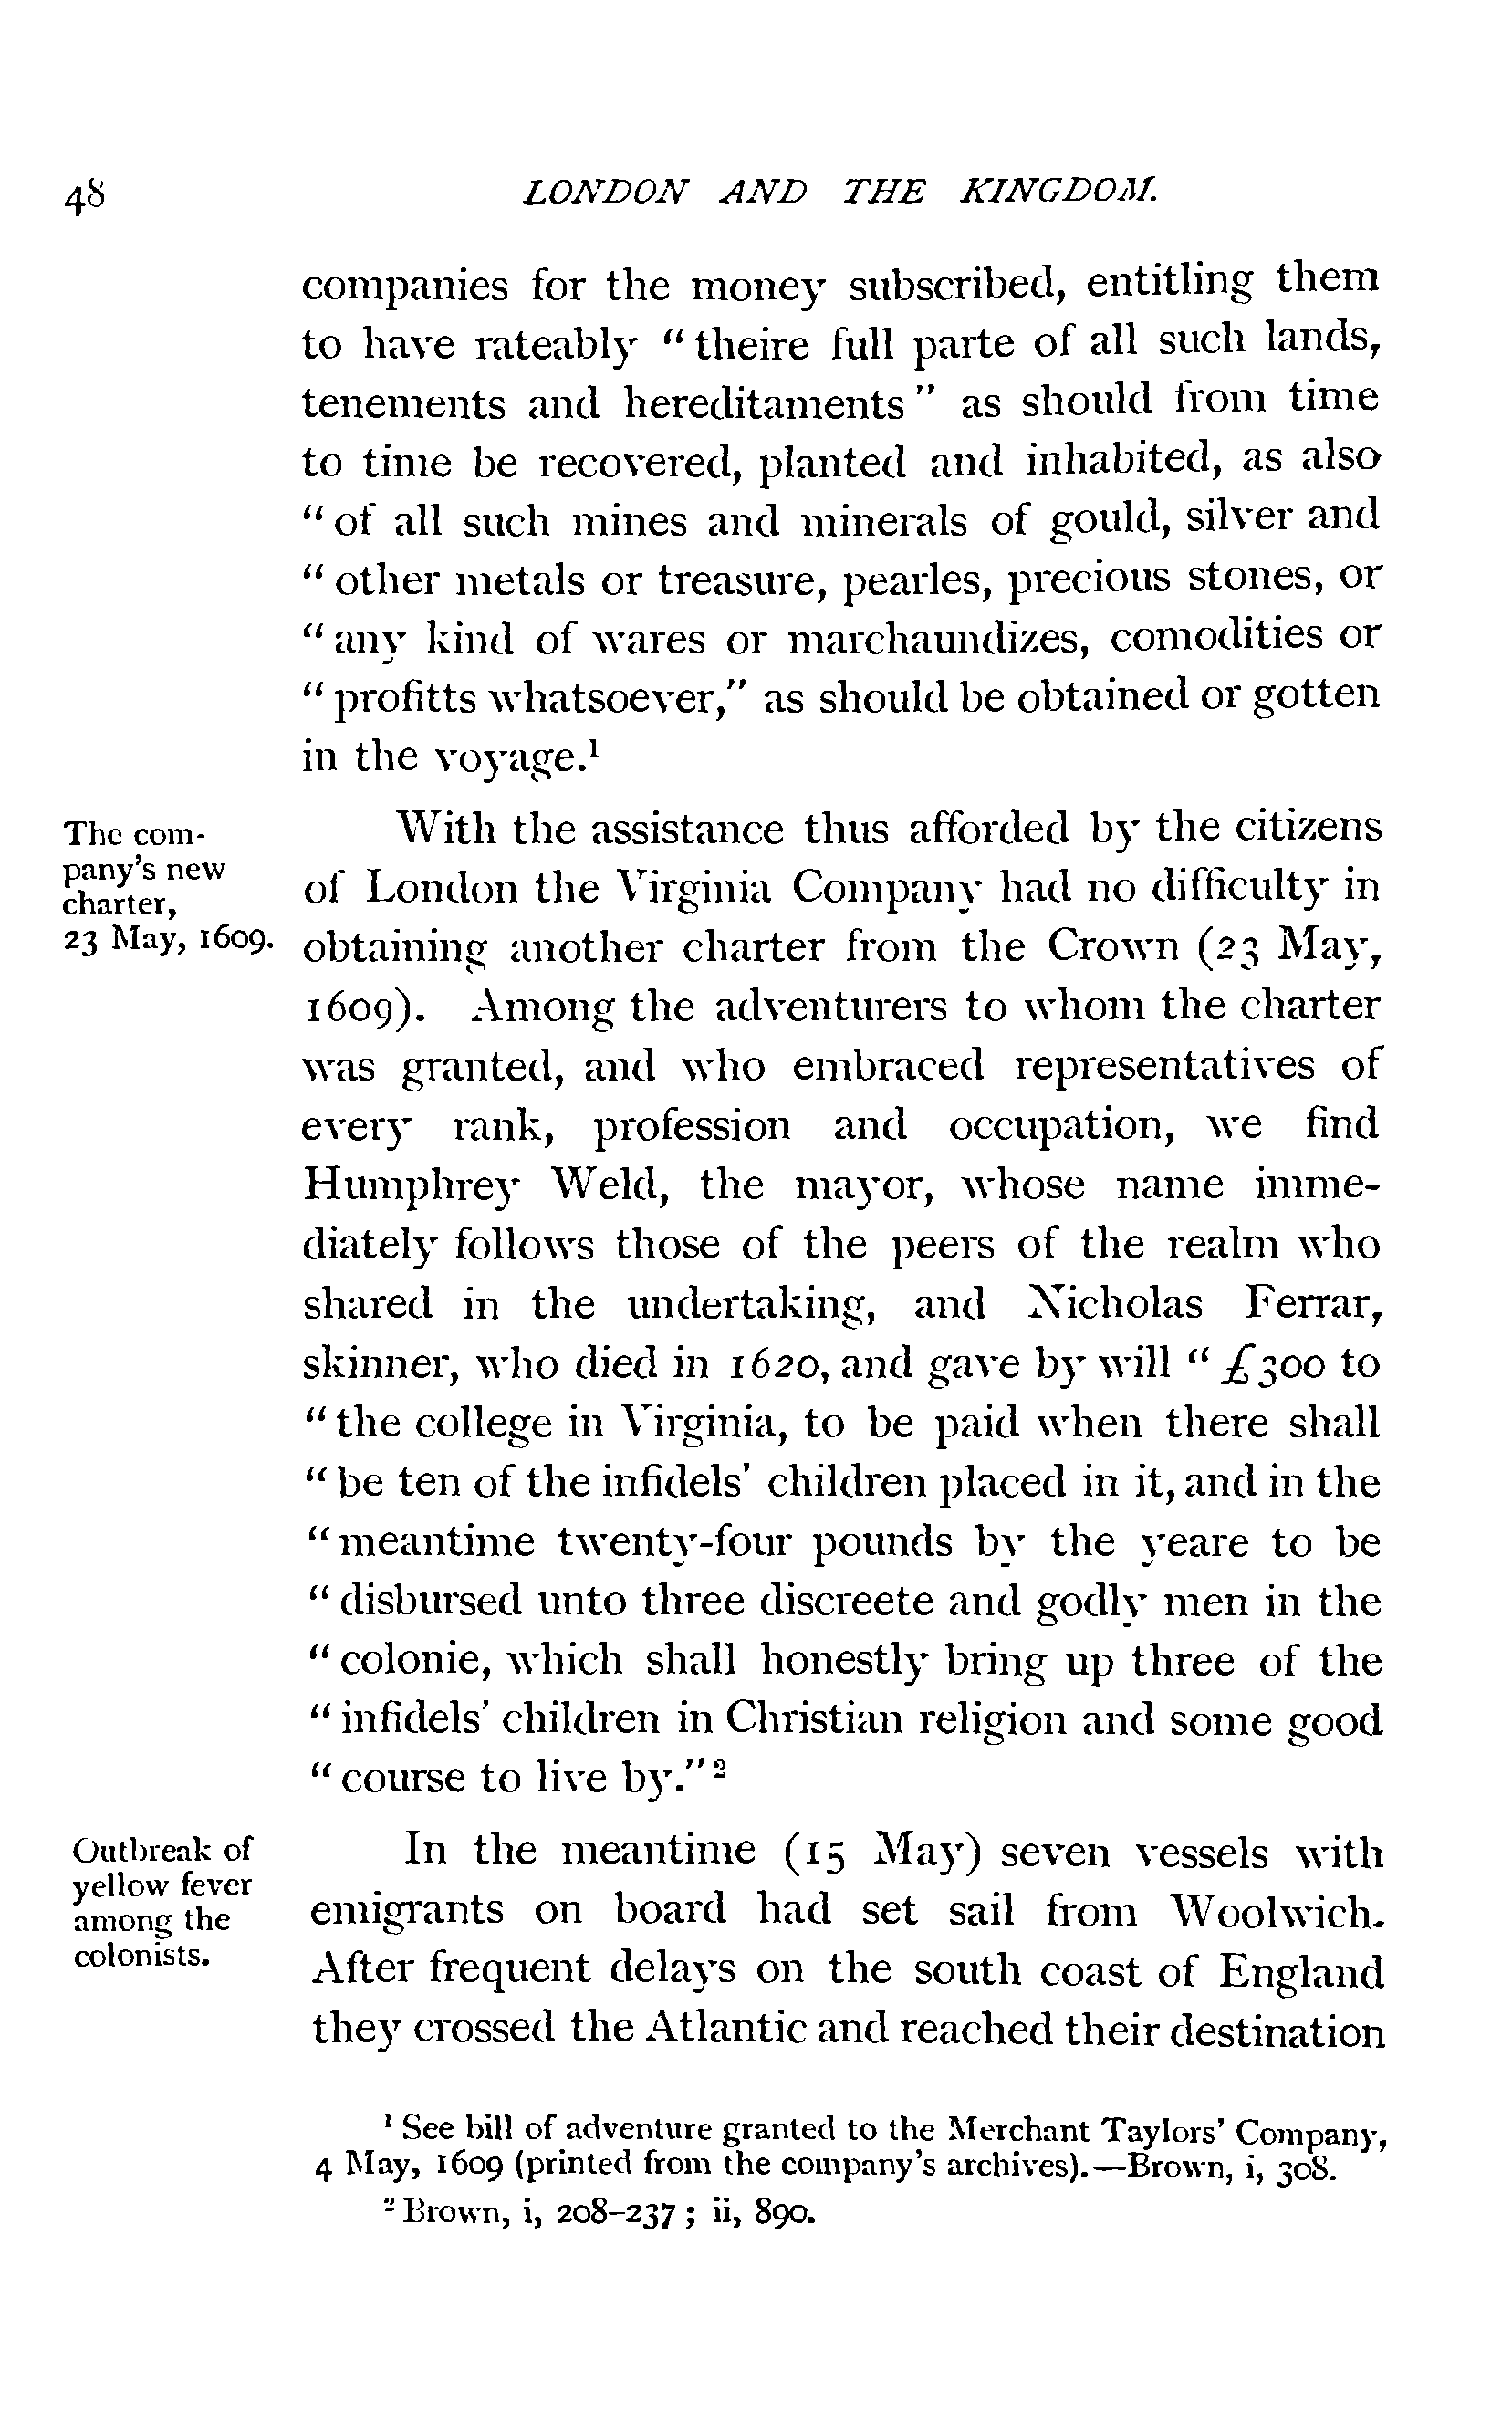 48
LONDON AND THE KINGDOM.
companies for the money subscribed, entitling them
to have rateably “theire full parte of all such lands,
tenements and hereditaments” as should from time
to time be recovered, planted and inhabited, as also
“of all such mines and minerals of gould, silver and
“other metals or treasure, pearles, precious stones, or
“any kind of wares or marchaundizes, comodities or
“profitts whatsoever,” as should be obtained or gotten
in the voyage.¹
The com-
pany’s new
charter,
23 May, 1609.
With the assistance thus afforded by the citizens
of London the Virginia Company had no difficulty in
obtaining another charter from the Crown (23 May,
1609). Among the adventurers to whom the charter
was granted, and who embraced representatives of
every rank, profession and occupation, we find
Humphrey Weld, the mayor, whose name imme-
diately follows those of the peers of the realm who
shared in the undertaking, and Nicholas Ferrar,
skinner, who died in 1620, and gave by will “£300 to
“the college in Virginia, to be paid when there shall
“be ten of the infidels’ children placed in it, and in the
“meantime twenty-four pounds by the yeare to be
“disbursed unto three discreete and godly men in the
“colonie, which shall honestly bring up three of the
“infidels’ children in Christian religion and some good
“course to live by.”²
Outbreak of
yellow fever
among the
colonists.
In the meantime (15 May) seven vessels with
emigrants on board had set sail from Woolwich.
After frequent delays on the south coast of England
they crossed the Atlantic and reached their destination
¹ See bill of adventure granted to the Merchant Taylors’ Company,
4 May, 1609 (printed from the company’s archives).—Brown, i, 308.
² Brown, i, 208–237; ii, 890.